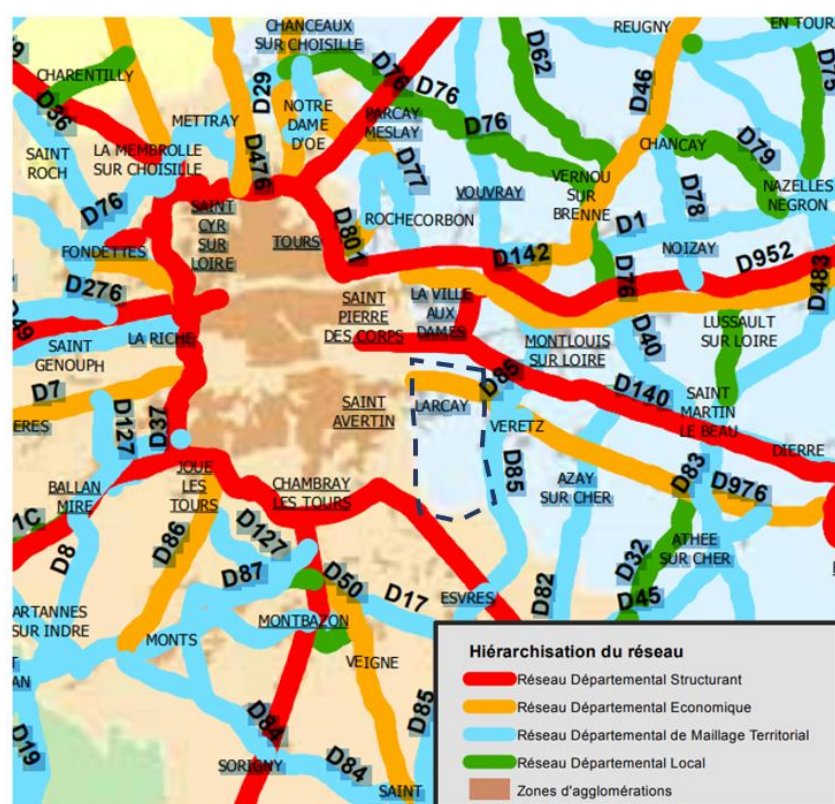 CHANCEAUX
SUR CHOISILLE
REUGNY
EN TOUR
D62
D46
D75
D29
D76
D76
CHARENTILLY
D36
METTRAY
NOTRE
DAME
D'OE
PARCAY
MESLAY
D76
CHANCAY
D79
SAINT
ROCH
LA MEMBROLLE
SUR CHOISILLE
D476
D77
VOUVRAY
VERNOU
SUR
BRENNE
D78
NAZELLES
NEGRON
D76
SAINT
CYR
SUR
LOIRE
TOURS
D801
ROCHECORBON
D1
NOIZAY
FONDETTES
D142
D952
D483
D276
D49
SAINT
PIERRE
DES CORPS
LA VILLE
AUX
DAMES
D76
LUSSAULT
SUR LOIRE
LA RICHE
SAINT
GENOUPH
MONTLOUIS
SUR LOIRE
D40
D7
ERES
SAINT
AVERTIN
LARCAY
D85
VERETZ
D140
SAINT
MARTIN
LE BEAU
D127
D37
DIERRE
BALLAN
MIRE
JOUE
LES
TOURS
CHAMBRAY
LES TOURS
D85
AZAY
SUR CHER
D83
D976
1C
D8
D86
D127
ATHEE
SUR CHER
D32
D87
D50
D17
ESVRES
D82
D45
ARTANNES
SUR INDRE
MONTS
MONTBAZON
VEIGNE
AN
D19
D84
SORIGNY
D84
D85
SAINT
Hiérarchisation du réseau
Réseau Départemental Structurant
Réseau Départemental Economique
Réseau Départemental de Maillage Territorial
Réseau Départemental Local
Zones d'agglomérations